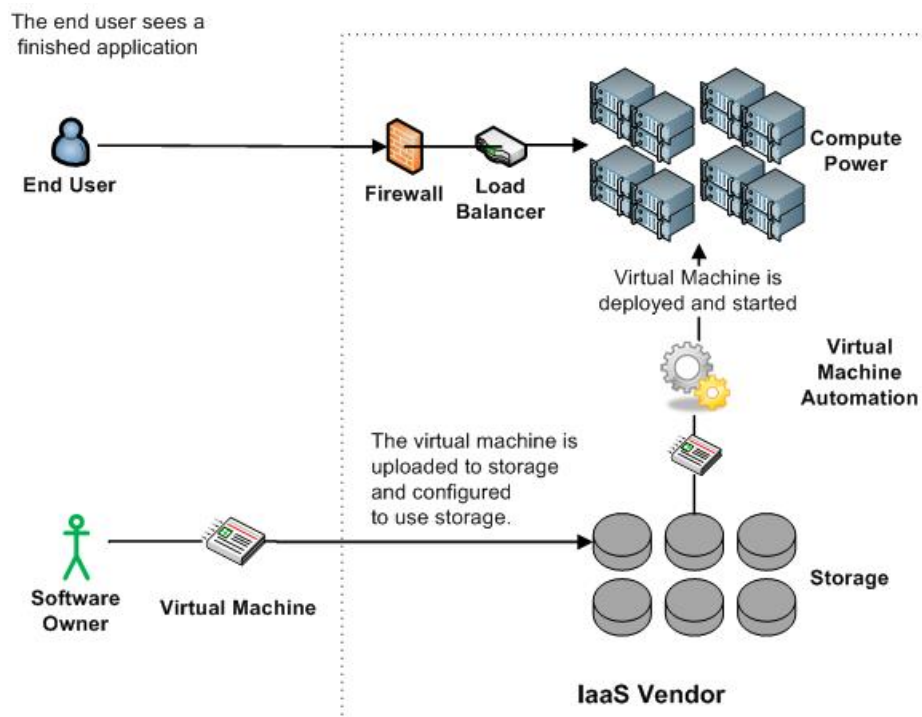 The end user sees a
finished application
End User
Firewall
Load
Balancer
Compute
Power
Virtual Machine is
deployed and started
Virtual
Machine
Automation
The virtual machine is
uploaded to storage
and configured
to use storage.
Software
Owner
Virtual Machine
Storage
IaaS Vendor